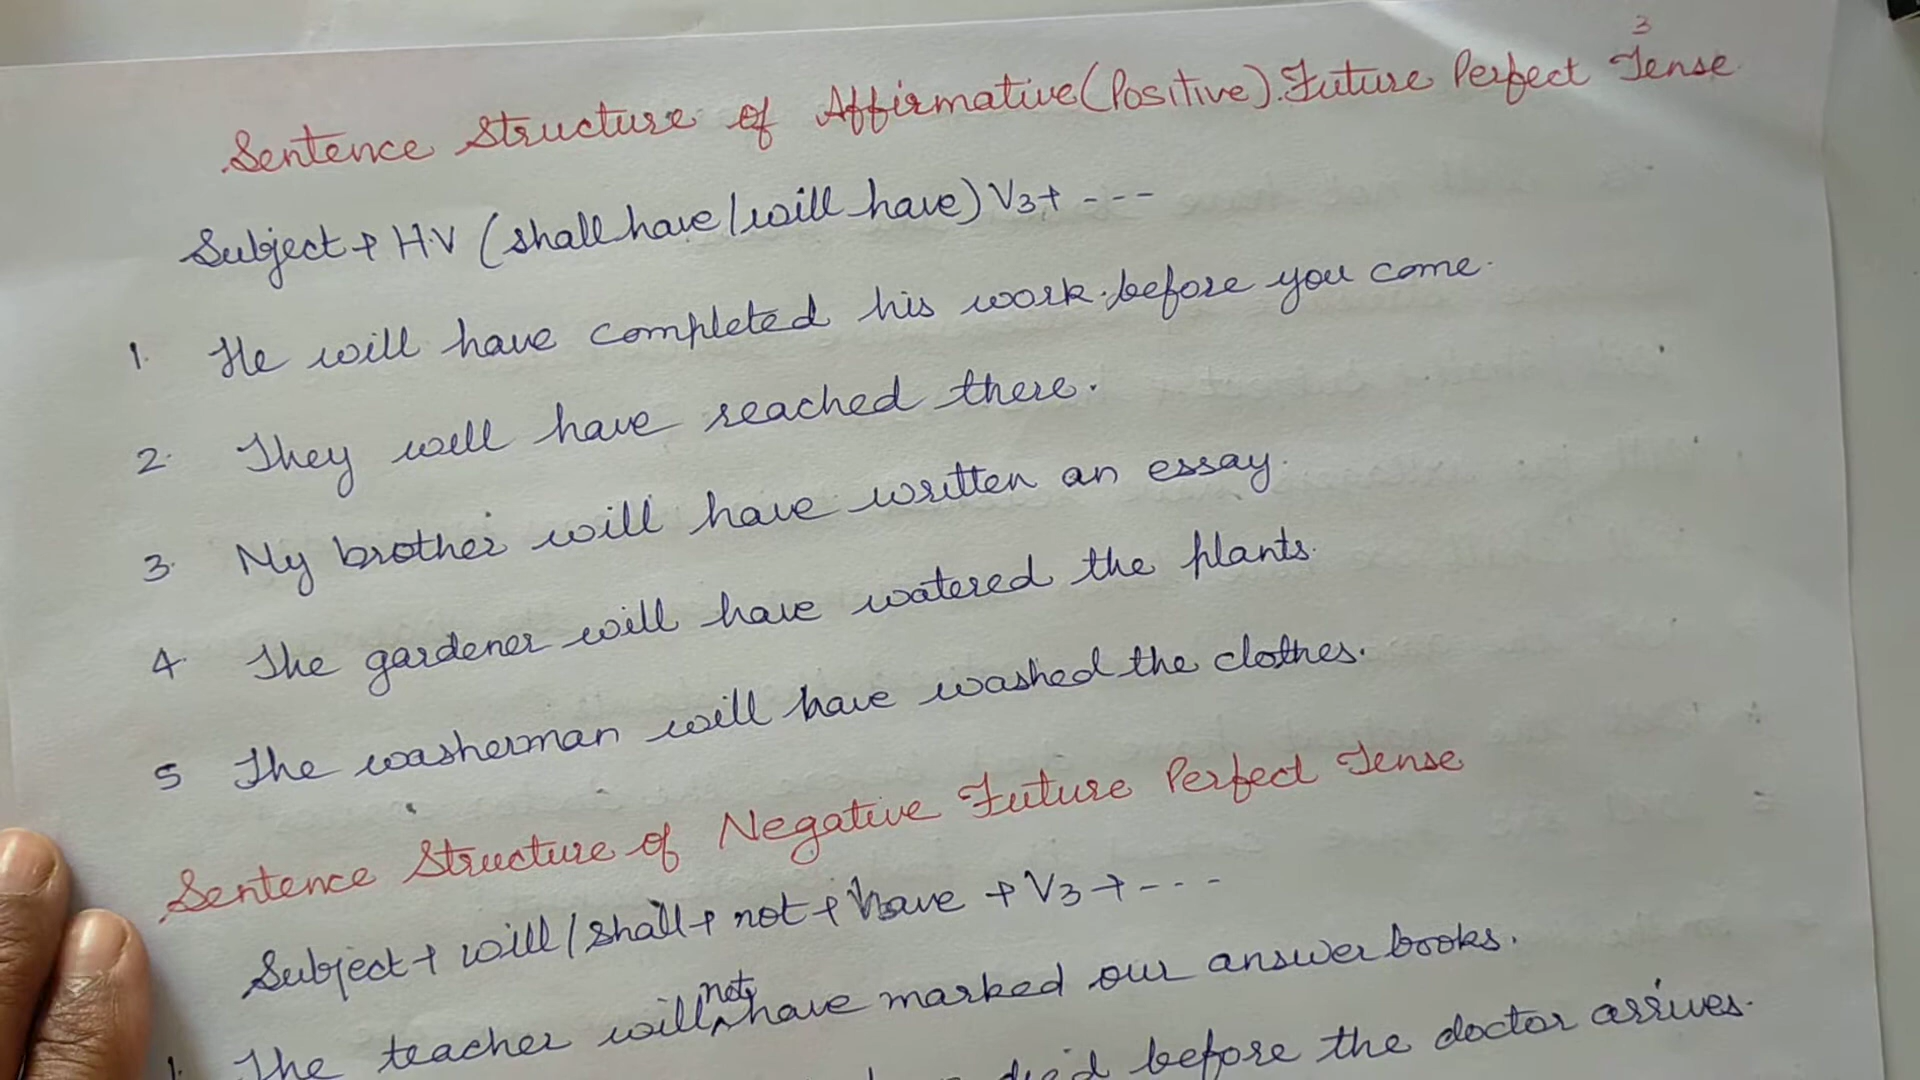 3
Sentence Structure of Affirmative (Positive). Future Perfect Tense
Subject + H.V (shall have / will have) V3 + ---
1. He will have completed his work. before you come.
2. They will have reached there.
3. My brother will have written an essay.
4. The gardener will have watered the plants.
5 The washerman will have washed the clothes.
Sentence Structure of Negative Future Perfect Tense
Subject + will / shall + not + have + V3 + ---
1. The teacher will not have marked our answer books.
died before the doctor arrives.